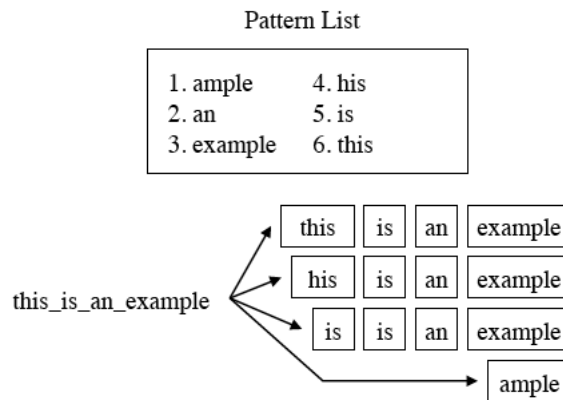 Pattern List
1. ample 4. his
2. an 5. is
3. example 6. this
this is an example
his is an example
this_is_an_example
is is an example
ample